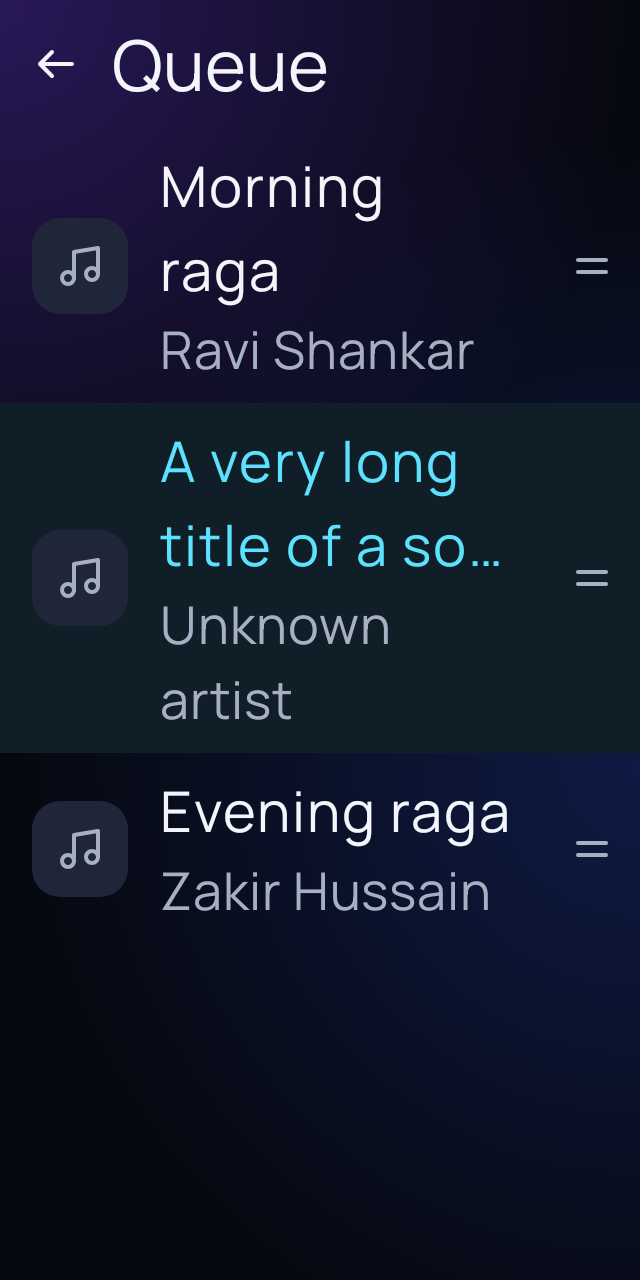 Queue
Morning
raga
Ravi Shankar
A very long
title of a so…
Unknown
artist
Evening raga
Zakir Hussain